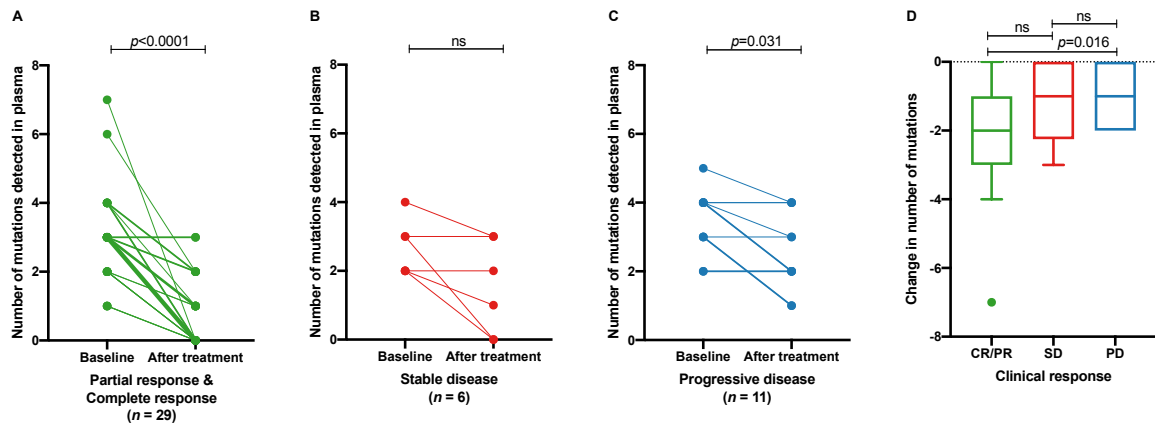 A
p<0.0001
Number of mutations detected in plasma
8
6
4
2
0
Baseline
After treatment
Partial response &
Complete response
(n = 29)
B
ns
Number of mutations detected in plasma
8
6
4
2
0
Baseline
After treatment
Stable disease
(n = 6)
C
p=0.031
Number of mutations detected in plasma
8
6
4
2
0
Baseline
After treatment
Progressive disease
(n = 11)
D
ns
ns
p=0.016
Change in number of mutations
0
-2
-4
-6
-8
CR/PR
SD
PD
Clinical response